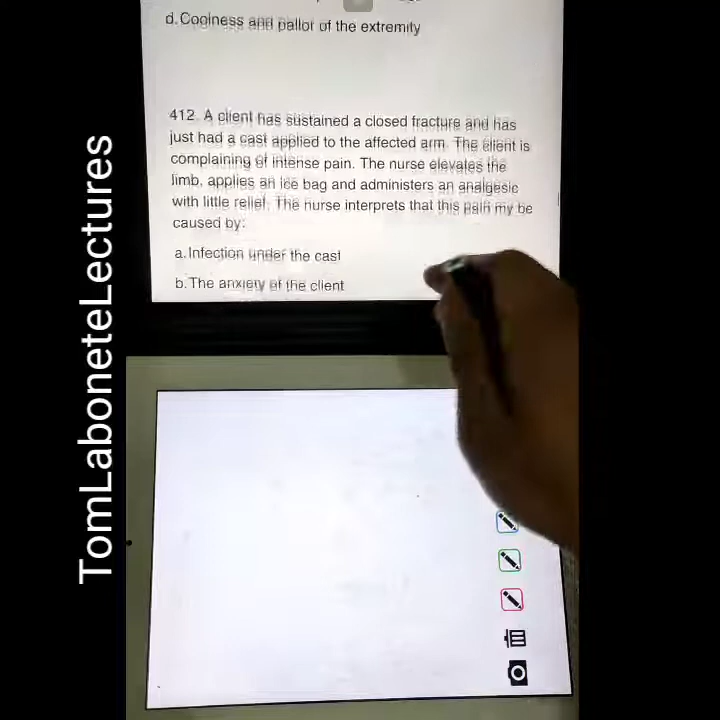 d. Coolness and pallor of the extremity
412. A client has sustained a closed fracture and has
just had a cast applied to the affected arm. The client is
complaining of intense pain. The nurse elevates the
limb, applies an ice bag and administers an analgesic
with little relief. The nurse interprets that this pain my be
caused by:
a. Infection under the cast
b. The anxiety of the client
TomLaboneteLectures